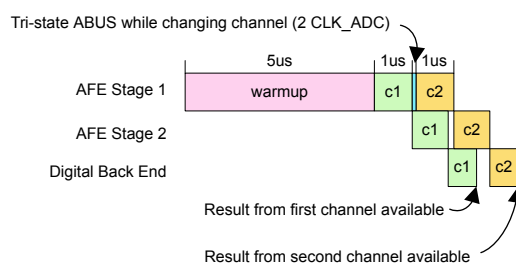 Tri-state ABUS while changing channel (2 CLK_ADC)
5us 1us 1us
AFE Stage 1 warmup c1 c2
AFE Stage 2 c1 c2
Digital Back End c1 c2
Result from first channel available
Result from second channel available